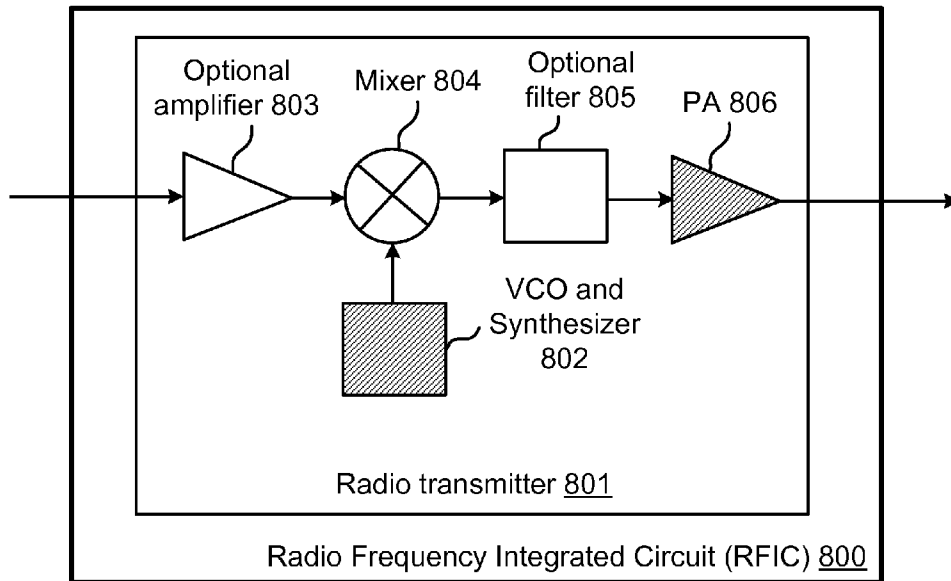 Optional
amplifier 803
Mixer 804
Optional
filter 805
PA 806
VCO and
Synthesizer
802
Radio transmitter 801
Radio Frequency Integrated Circuit (RFIC) 800